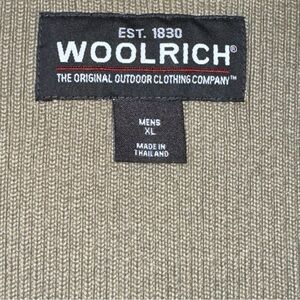 EST. 1830
WOOLRICH®
THE ORIGINAL OUTDOOR CLOTHING COMPANY™
MENS
XL
MADE IN
THAILAND